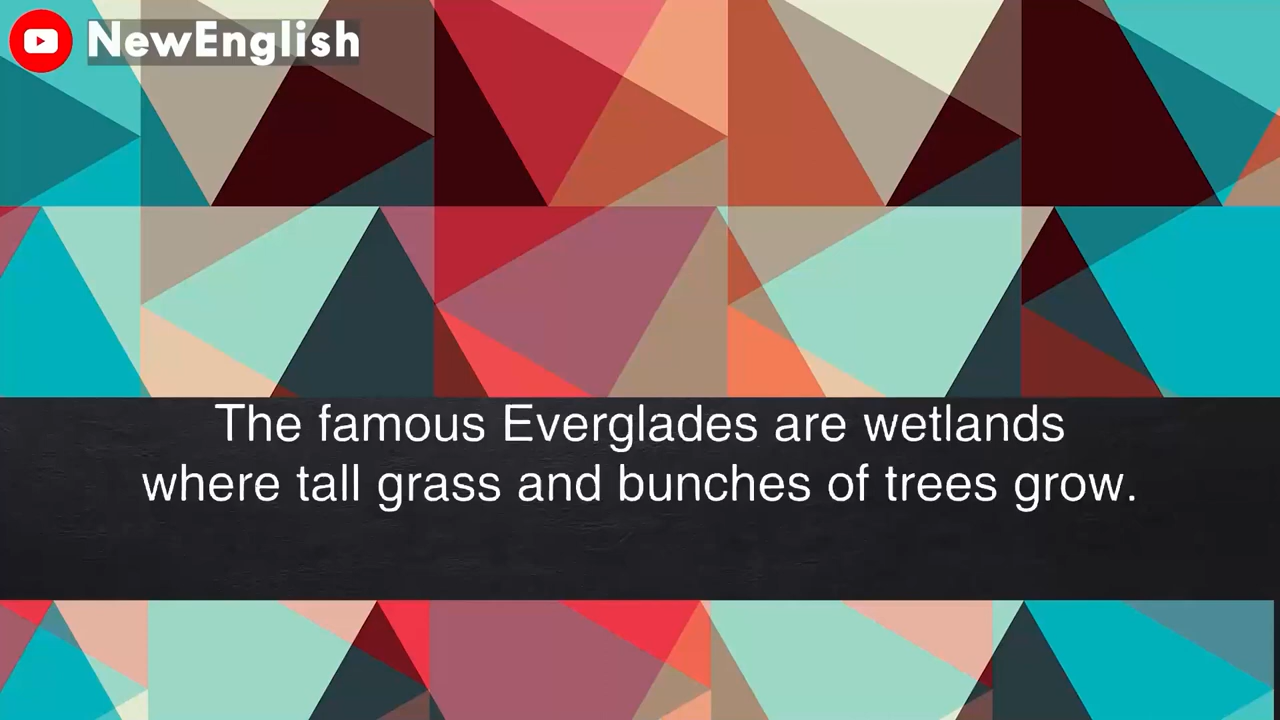 NewEnglish
The famous Everglades are wetlands
where tall grass and bunches of trees grow.